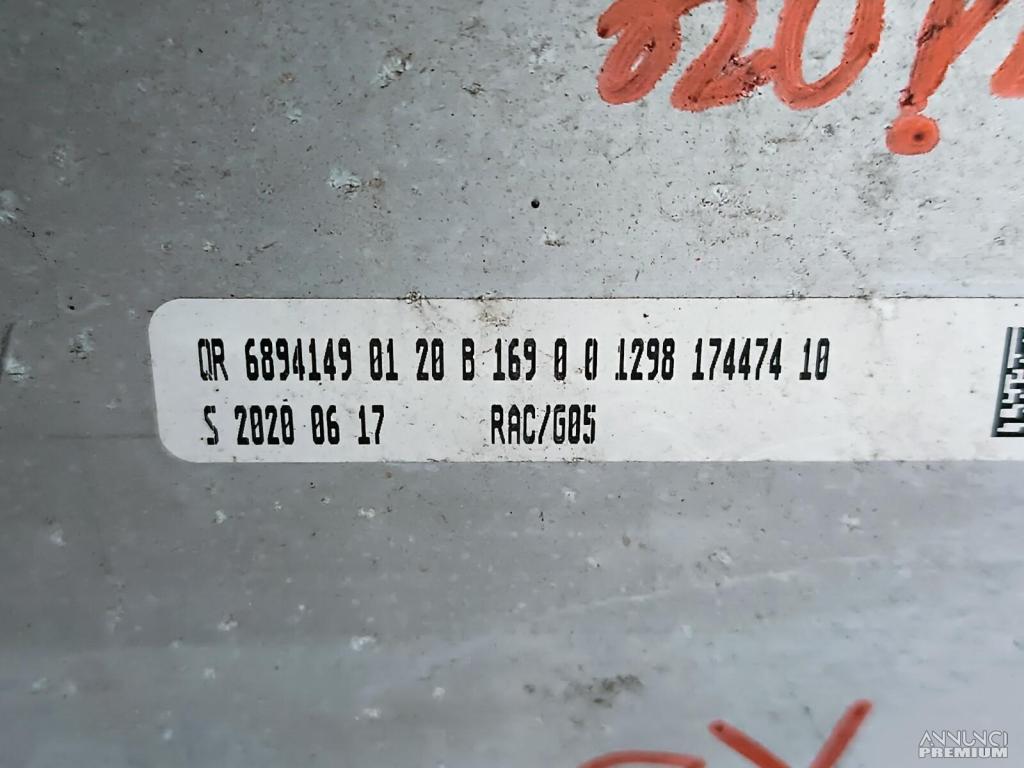 QR 6894149 01 20 B 169 0 0 1298 174474 10
S 2020 06 17 RAC/G05
ANNUNCI
PREMIUM